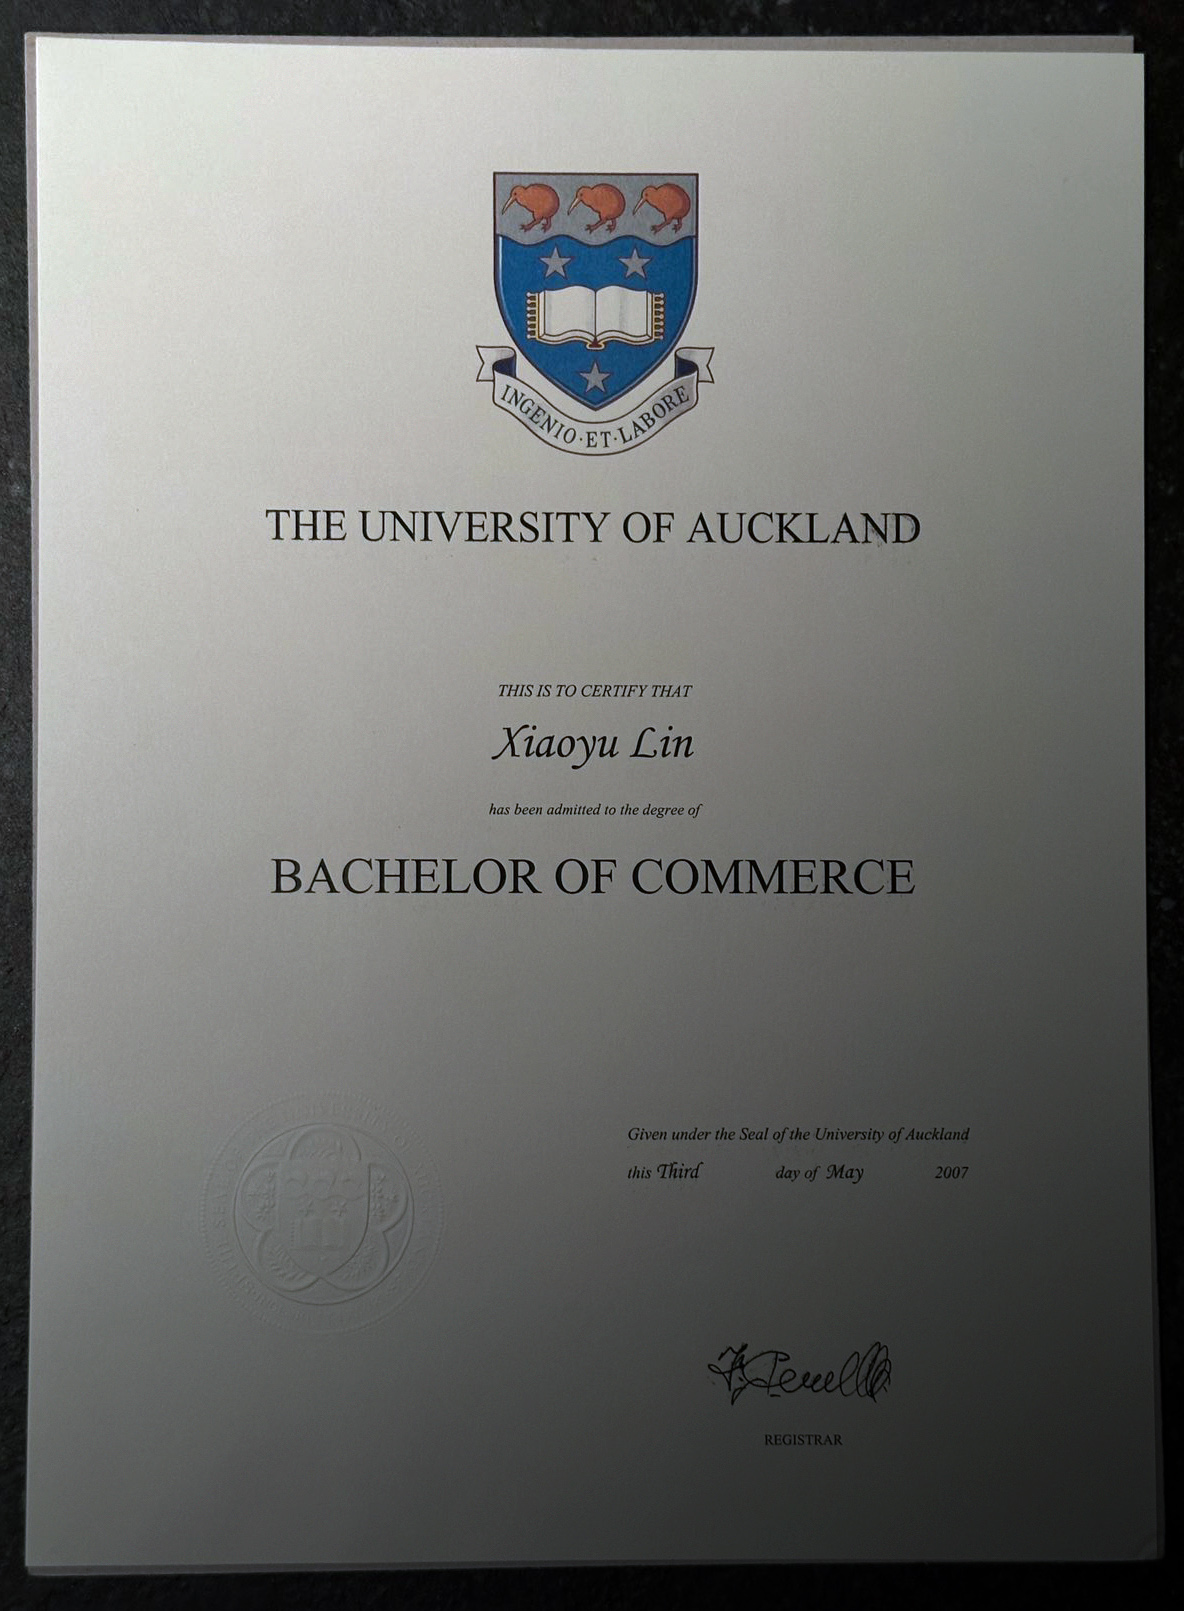 INGENIO·ET·LABORE
THE UNIVERSITY OF AUCKLAND
THIS IS TO CERTIFY THAT
Xiaoyu Lin
has been admitted to the degree of
BACHELOR OF COMMERCE
Given under the Seal of the University of Auckland
this Third day of May 2007
REGISTRAR